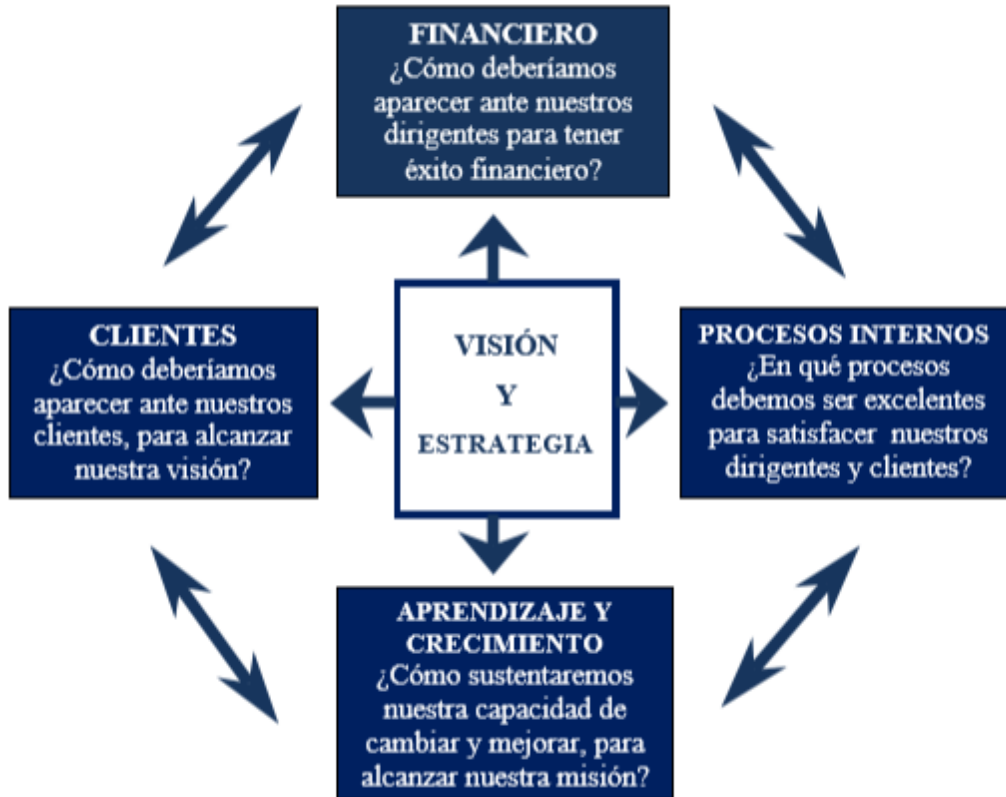 FINANCIERO
¿Cómo deberíamos
aparecer ante nuestros
dirigentes para tener
éxito financiero?
CLIENTES
¿Cómo deberíamos
aparecer ante nuestros
clientes, para alcanzar
nuestra visión?
VISIÓN
Y
ESTRATEGIA
PROCESOS INTERNOS
¿En qué procesos
debemos ser excelentes
para satisfacer nuestros
dirigentes y clientes?
APRENDIZAJE Y
CRECIMIENTO
¿Cómo sustentaremos
nuestra capacidad de
cambiar y mejorar, para
alcanzar nuestra misión?